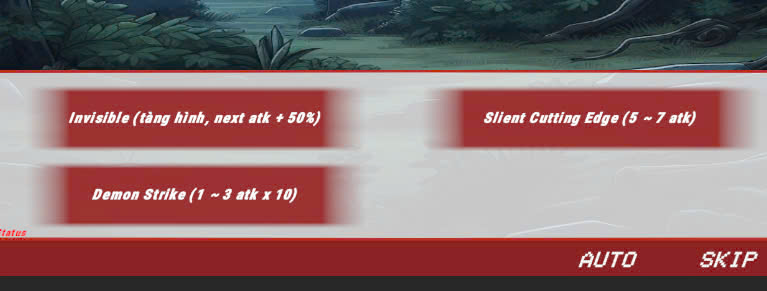 Invisible (tàng hình, next atk + 50%)
Slient Cutting Edge (5 ~ 7 atk)
Demon Strike (1 ~ 3 atk x 10)
Status
AUTO
SKIP